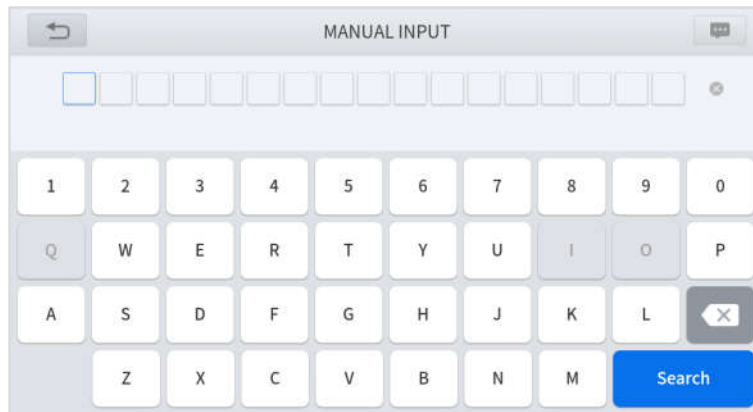 MANUAL INPUT
1 2 3 4 5 6 7 8 9 0
Q W E R T Y U I O P
A S D F G H J K L
Z X C V B N M Search